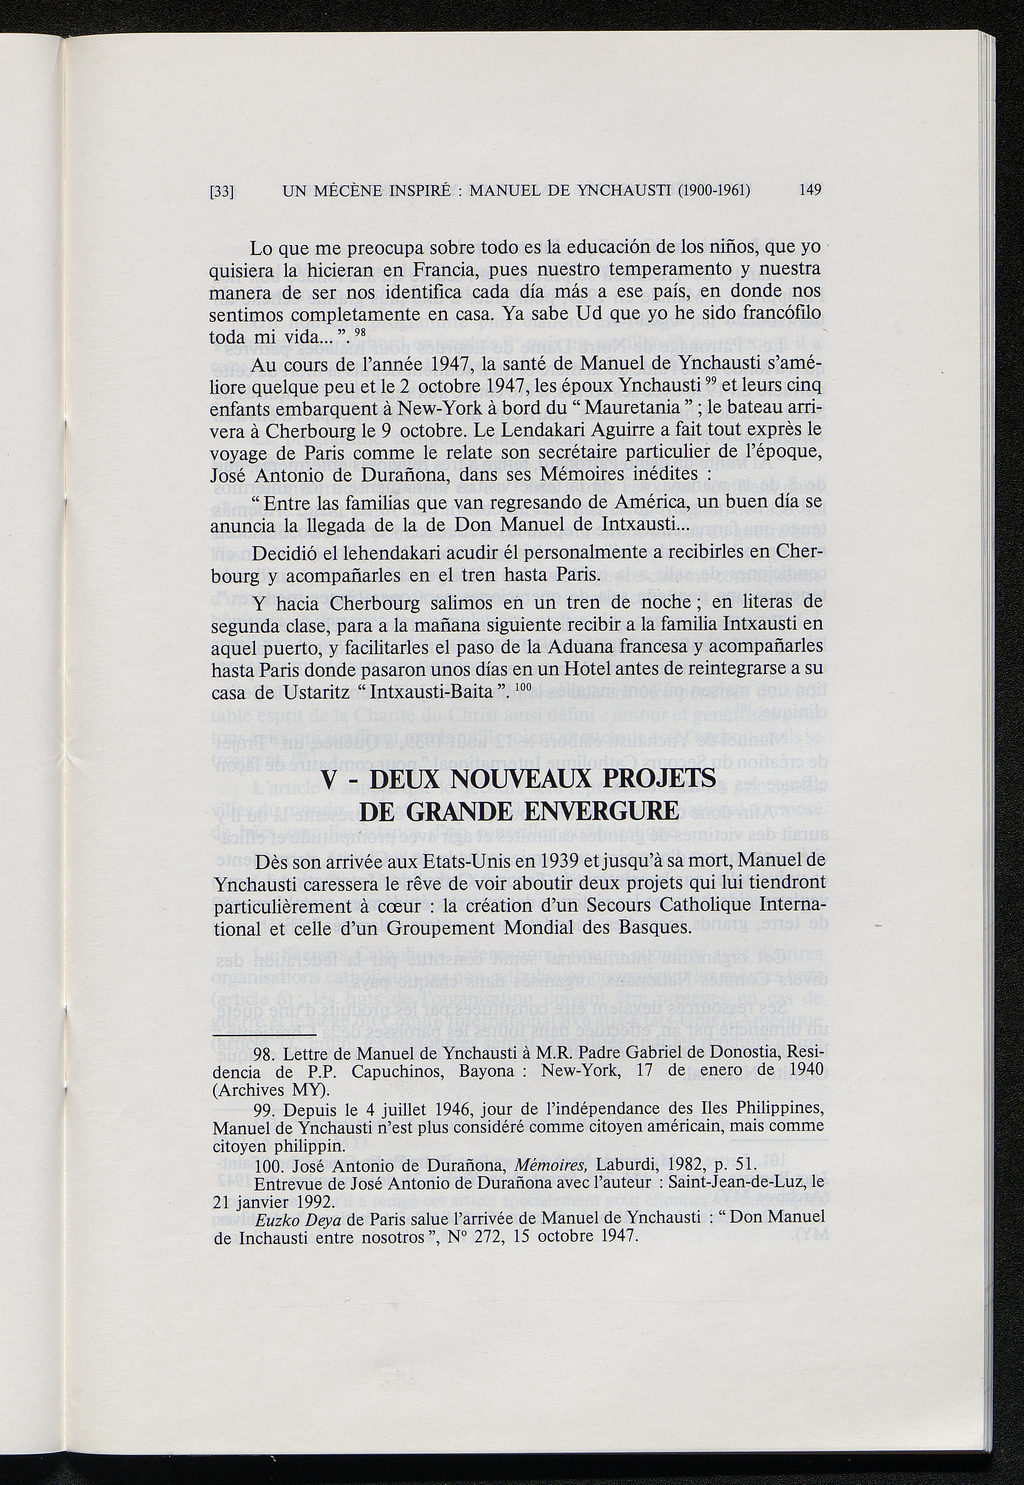 [33] UN MÉCÈNE INSPIRÉ : MANUEL DE YNCHAUSTI (1900-1961) 149
Lo que me preocupa sobre todo es la educación de los niños, que yo
quisiera la hicieran en Francia, pues nuestro temperamento y nuestra
manera de ser nos identifica cada día más a ese país, en donde nos
sentimos completamente en casa. Ya sabe Ud que yo he sido francófilo
toda mi vida... ”. 98
Au cours de l’année 1947, la santé de Manuel de Ynchausti s’amé-
liore quelque peu et le 2 octobre 1947, les époux Ynchausti 99 et leurs cinq
enfants embarquent à New-York à bord du “ Mauretania ” ; le bateau arri-
vera à Cherbourg le 9 octobre. Le Lendakari Aguirre a fait tout exprès le
voyage de Paris comme le relate son secrétaire particulier de l’époque,
José Antonio de Durañona, dans ses Mémoires inédites :
“ Entre las familias que van regresando de América, un buen día se
anuncia la llegada de la de Don Manuel de Intxausti...
Decidió el lehendakari acudir él personalmente a recibirles en Cher-
bourg y acompañarles en el tren hasta Paris.
Y hacia Cherbourg salimos en un tren de noche ; en literas de
segunda clase, para a la mañana siguiente recibir a la familia Intxausti en
aquel puerto, y facilitarles el paso de la Aduana francesa y acompañarles
hasta Paris donde pasaron unos días en un Hotel antes de reintegrarse a su
casa de Ustaritz “ Intxausti-Baita ”. 100
V - DEUX NOUVEAUX PROJETS
DE GRANDE ENVERGURE
Dès son arrivée aux Etats-Unis en 1939 et jusqu’à sa mort, Manuel de
Ynchausti caressera le rêve de voir aboutir deux projets qui lui tiendront
particulièrement à cœur : la création d’un Secours Catholique Interna-
tional et celle d’un Groupement Mondial des Basques.
98. Lettre de Manuel de Ynchausti à M.R. Padre Gabriel de Donostia, Resi-
dencia de P.P. Capuchinos, Bayona : New-York, 17 de enero de 1940
(Archives MY).
99. Depuis le 4 juillet 1946, jour de l’indépendance des Iles Philippines,
Manuel de Ynchausti n’est plus considéré comme citoyen américain, mais comme
citoyen philippin.
100. José Antonio de Durañona, Mémoires, Laburdi, 1982, p. 51.
Entrevue de José Antonio de Durañona avec l’auteur : Saint-Jean-de-Luz, le
21 janvier 1992.
Euzko Deya de Paris salue l’arrivée de Manuel de Ynchausti : “ Don Manuel
de Inchausti entre nosotros ”, N° 272, 15 octobre 1947.